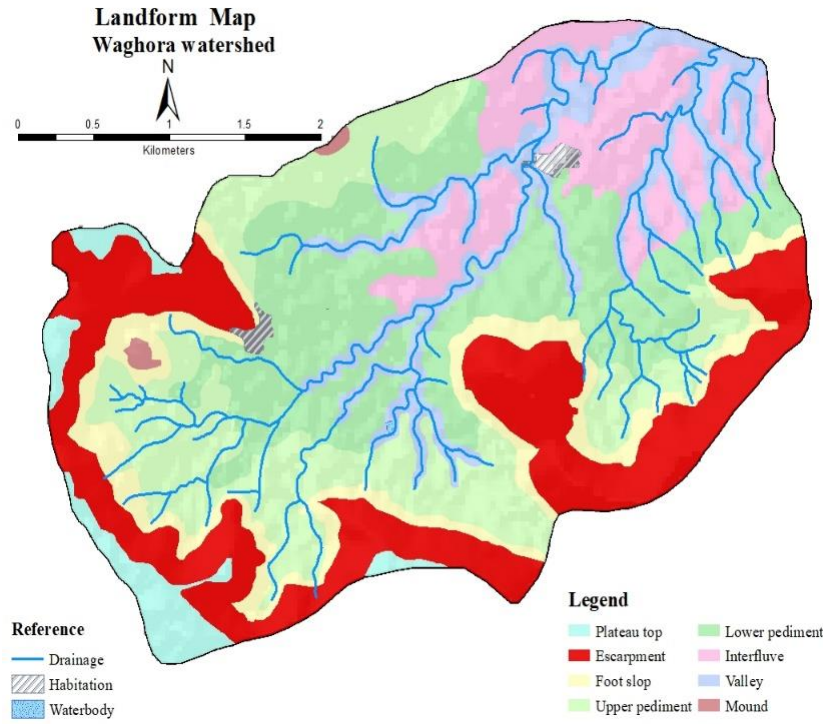 Landform Map
Waghora watershed
N
0 0.5 1 1.5 2
Kilometers
Reference
Drainage
Habitation
Waterbody
Legend
Plateau top
Escarpment
Foot slop
Upper pediment
Lower pediment
Interfluve
Valley
Mound